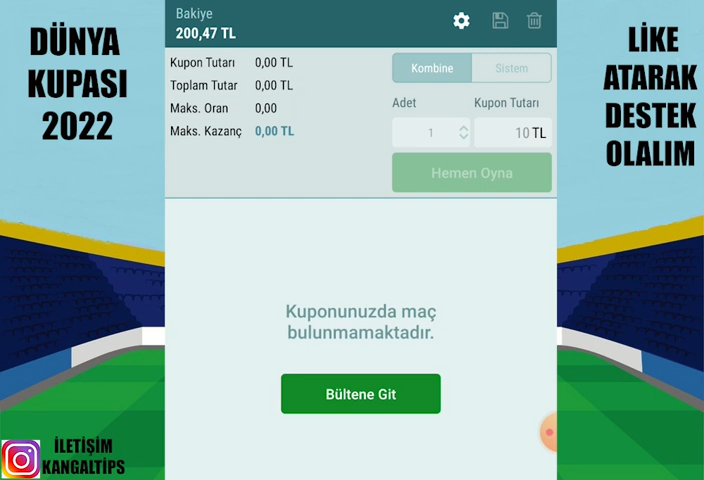 DÜNYA
KUPASI
2022
Bakiye
200,47 TL
Kupon Tutarı 0,00 TL
Toplam Tutar 0,00 TL
Maks. Oran 0,00
Maks. Kazanç 0,00 TL
Kombine Sistem
Adet Kupon Tutarı
1 10 TL
Hemen Oyna
Kuponunuzda maç
bulunmamaktadır.
Bültene Git
LİKE
ATARAK
DESTEK
OLALIM
İLETİŞİM
KANGALTİPS